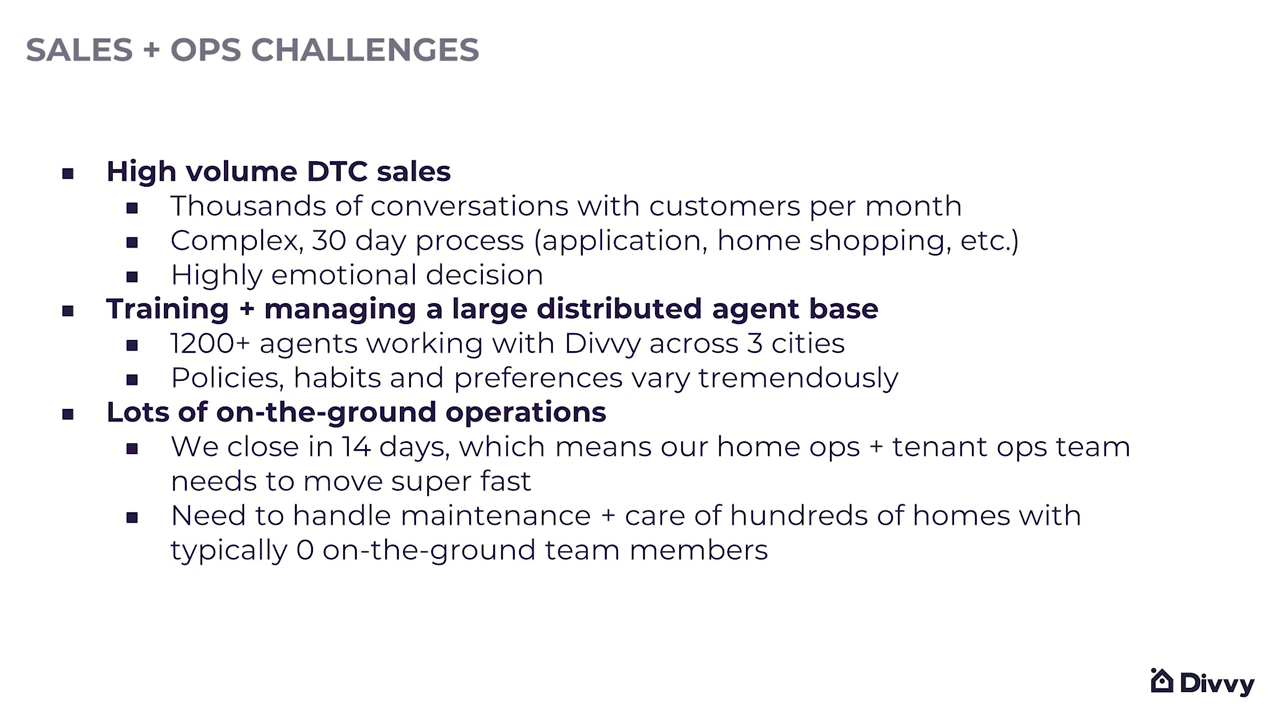 SALES + OPS CHALLENGES
High volume DTC sales
Thousands of conversations with customers per month
Complex, 30 day process (application, home shopping, etc.)
Highly emotional decision
Training + managing a large distributed agent base
1200+ agents working with Divvy across 3 cities
Policies, habits and preferences vary tremendously
Lots of on-the-ground operations
We close in 14 days, which means our home ops + tenant ops team
needs to move super fast
Need to handle maintenance + care of hundreds of homes with
typically 0 on-the-ground team members
Divvy